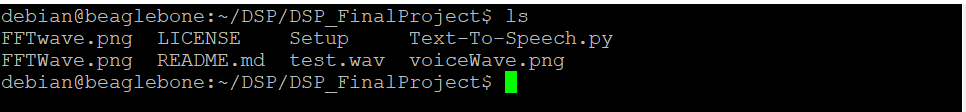 debian@beaglebone:~/DSP/DSP_FinalProject$ ls
FFTwave.png  LICENSE    Setup     Text-To-Speech.py
FFTWave.png  README.md  test.wav  voiceWave.png
debian@beaglebone:~/DSP/DSP_FinalProject$